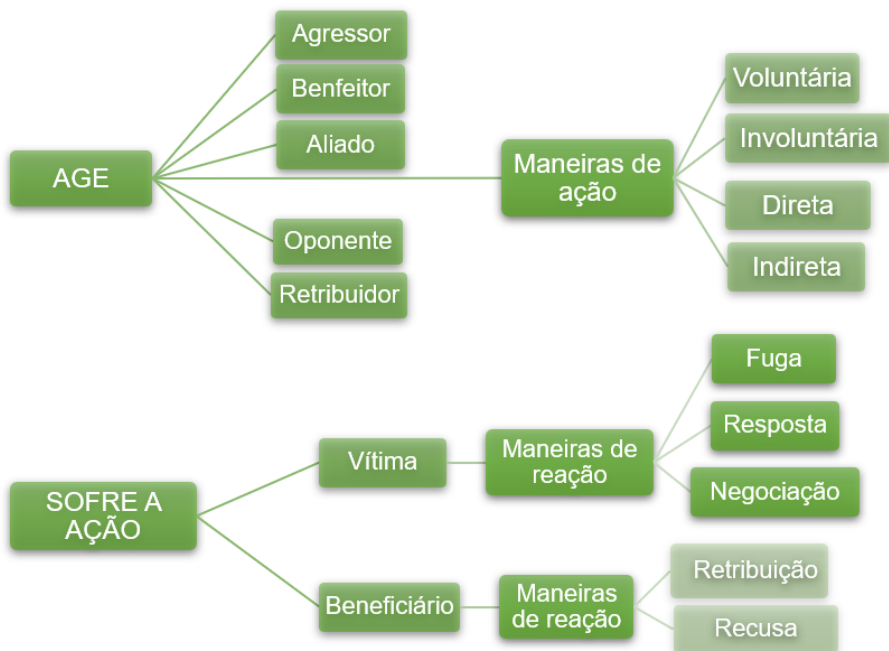 AGE
Agressor
Benfeitor
Aliado
Oponente
Retribuidor
Maneiras de
ação
Voluntária
Involuntária
Direta
Indireta
SOFRE A
AÇÃO
Vítima
Maneiras de
reação
Fuga
Resposta
Negociação
Beneficiário
Maneiras
de reação
Retribuição
Recusa